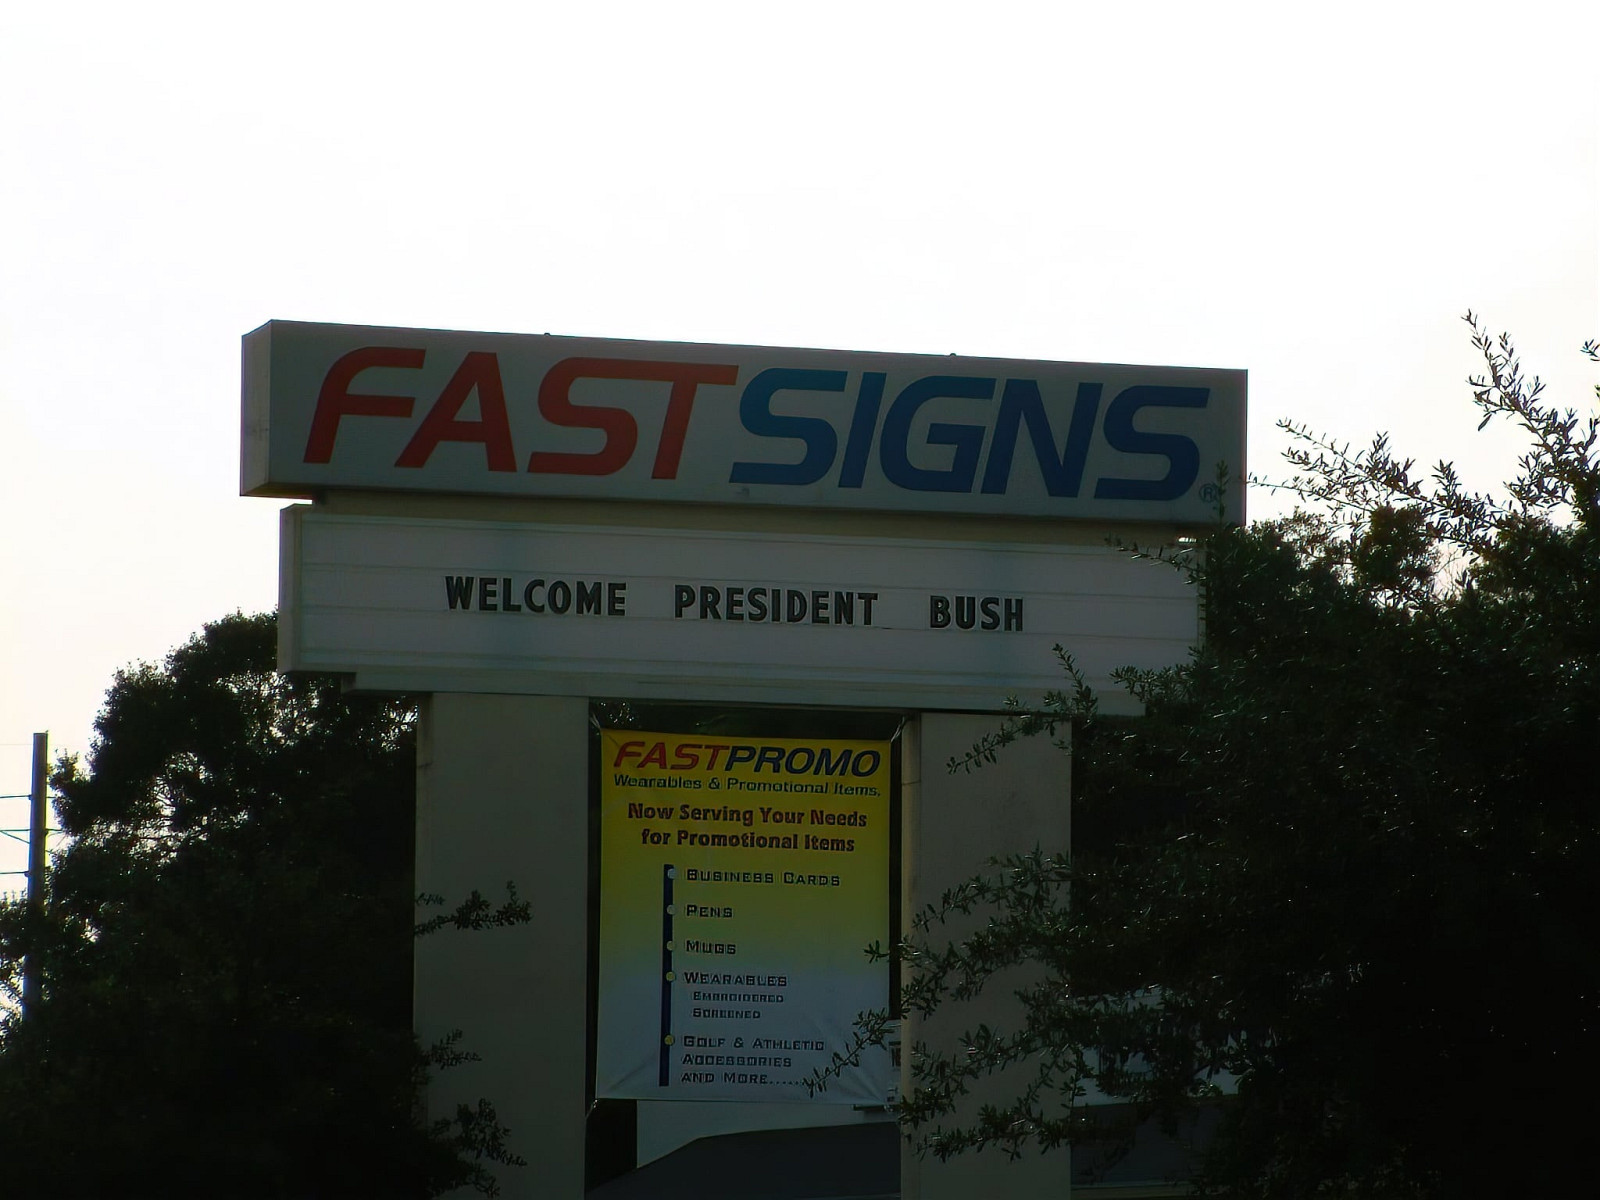 FASTSIGNS®
WELCOME PRESIDENT BUSH
FASTPROMO
Wearables & Promotional Items.
Now Serving Your Needs
for Promotional Items
BUSINESS CARDS
PENS
MUGS
WEARABLES
EMBROIDERED
SCREENED
GOLF & ATHLETIC
ACCESSORIES
AND MORE......